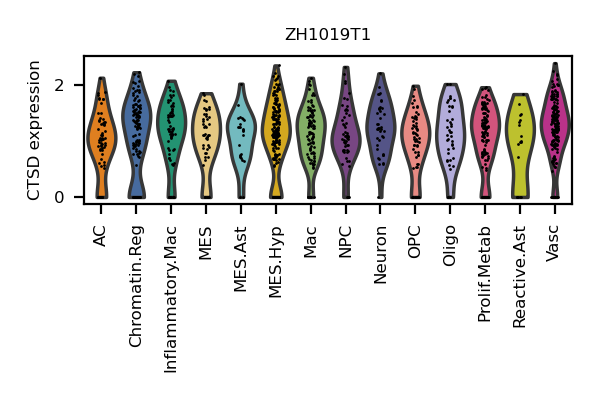 ZH1019T1
CTSD expression
2
0
AC
Chromatin.Reg
Inflammatory.Mac
MES
MES.Ast
MES.Hyp
Mac
NPC
Neuron
OPC
Oligo
Prolif.Metab
Reactive.Ast
Vasc